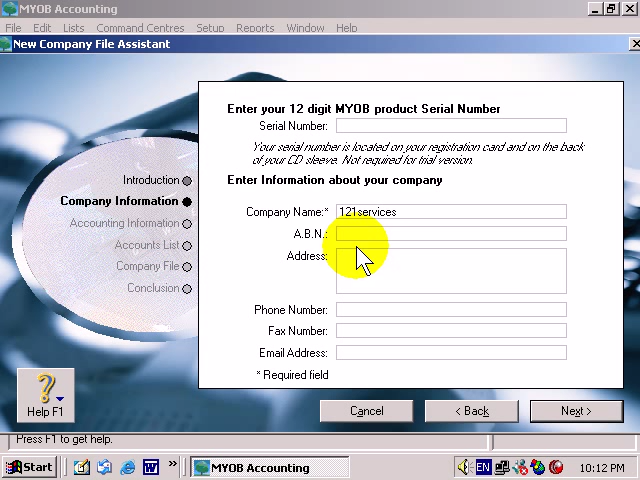 MYOB Accounting
File Edit Lists Command Centres Setup Reports Window Help
New Company File Assistant
Enter your 12 digit MYOB product Serial Number
Serial Number:
Your serial number is located on your registration card and on the back
of your CD sleeve. Not required for trial version.
Introduction
Enter Information about your company
Company Information
Company Name:* 121services
Accounting Information
A.B.N.:
Accounts List
Address:
Company File
Conclusion
Phone Number:
Fax Number:
Email Address:
* Required field
Help F1
Cancel
< Back
Next >
Press F1 to get help.
Start
W
»
MYOB Accounting
EN
10:12 PM